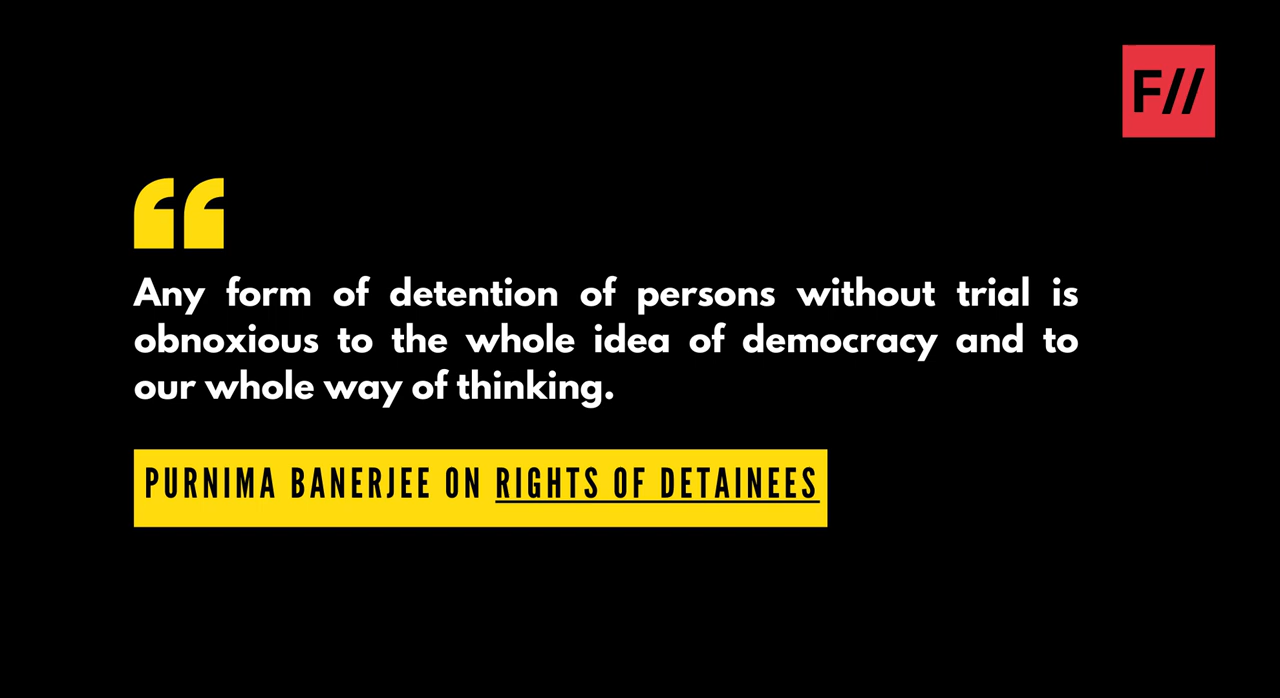 F//
“
Any form of detention of persons without trial is
obnoxious to the whole idea of democracy and to
our whole way of thinking.
PURNIMA BANERJEE ON RIGHTS OF DETAINEES